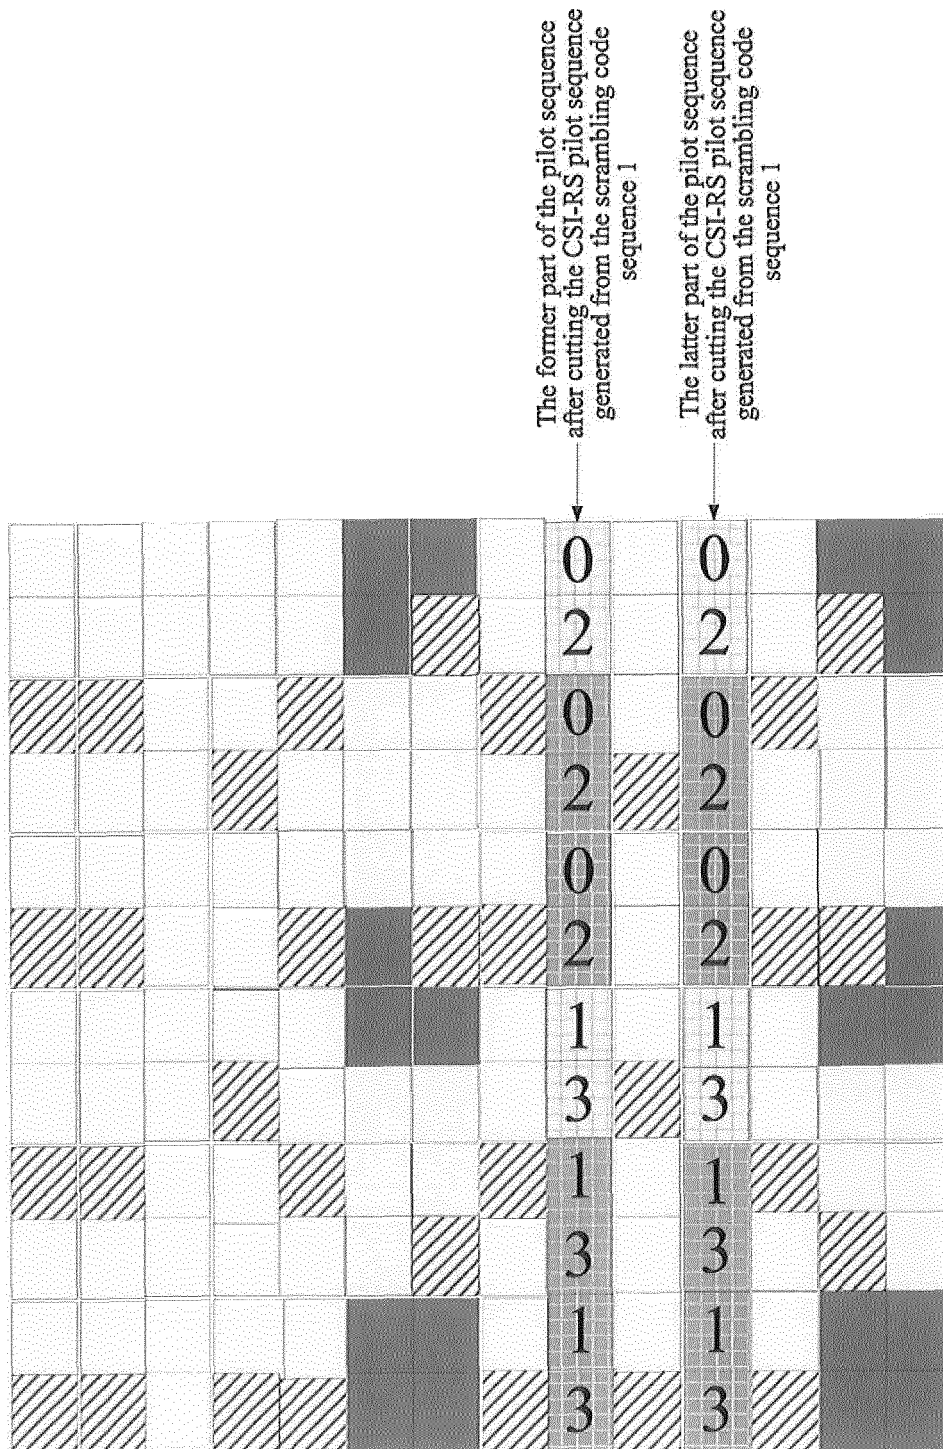 The former part of the pilot sequence
after cutting the CSI-RS pilot sequence
generated from the scrambling code
sequence 1
The latter part of the pilot sequence
after cutting the CSI-RS pilot sequence
generated from the scrambling code
sequence 1
0 0
2 2
0 0
2 2
0 0
2 2
1 1
3 3
1 1
3 3
1 1
3 3